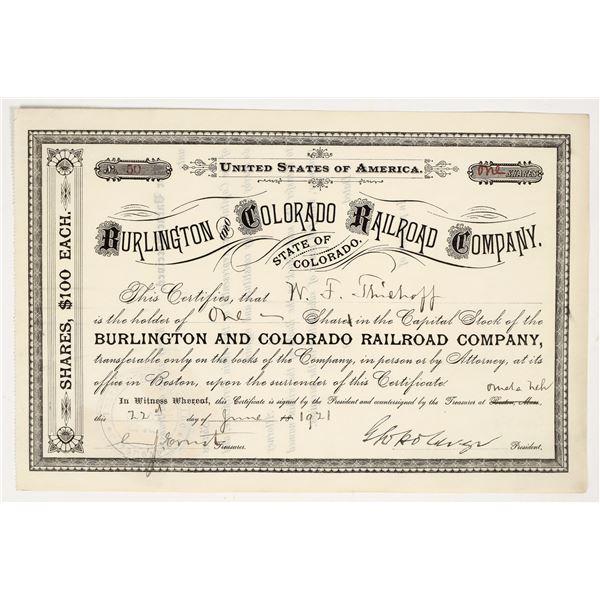 No. 50
UNITED STATES OF AMERICA.
One SHARES
BURLINGTON AND COLORADO RAILROAD COMPANY.
STATE OF
COLORADO.
SHARES, $100 EACH.
This Certifies, that W. F. Thiehoff
is the holder of One Share in the Capital Stock of the
BURLINGTON AND COLORADO RAILROAD COMPANY,
transferable only on the books of the Company, in person or by Attorney, at its
office in Boston, upon the surrender of this Certificate
Omaha Nebr
In Witness Whereof, this Certificate is signed by the President and countersigned by the Treasurer at Boston, Mass.
this 22d day of June 1921
Treasurer.
President.